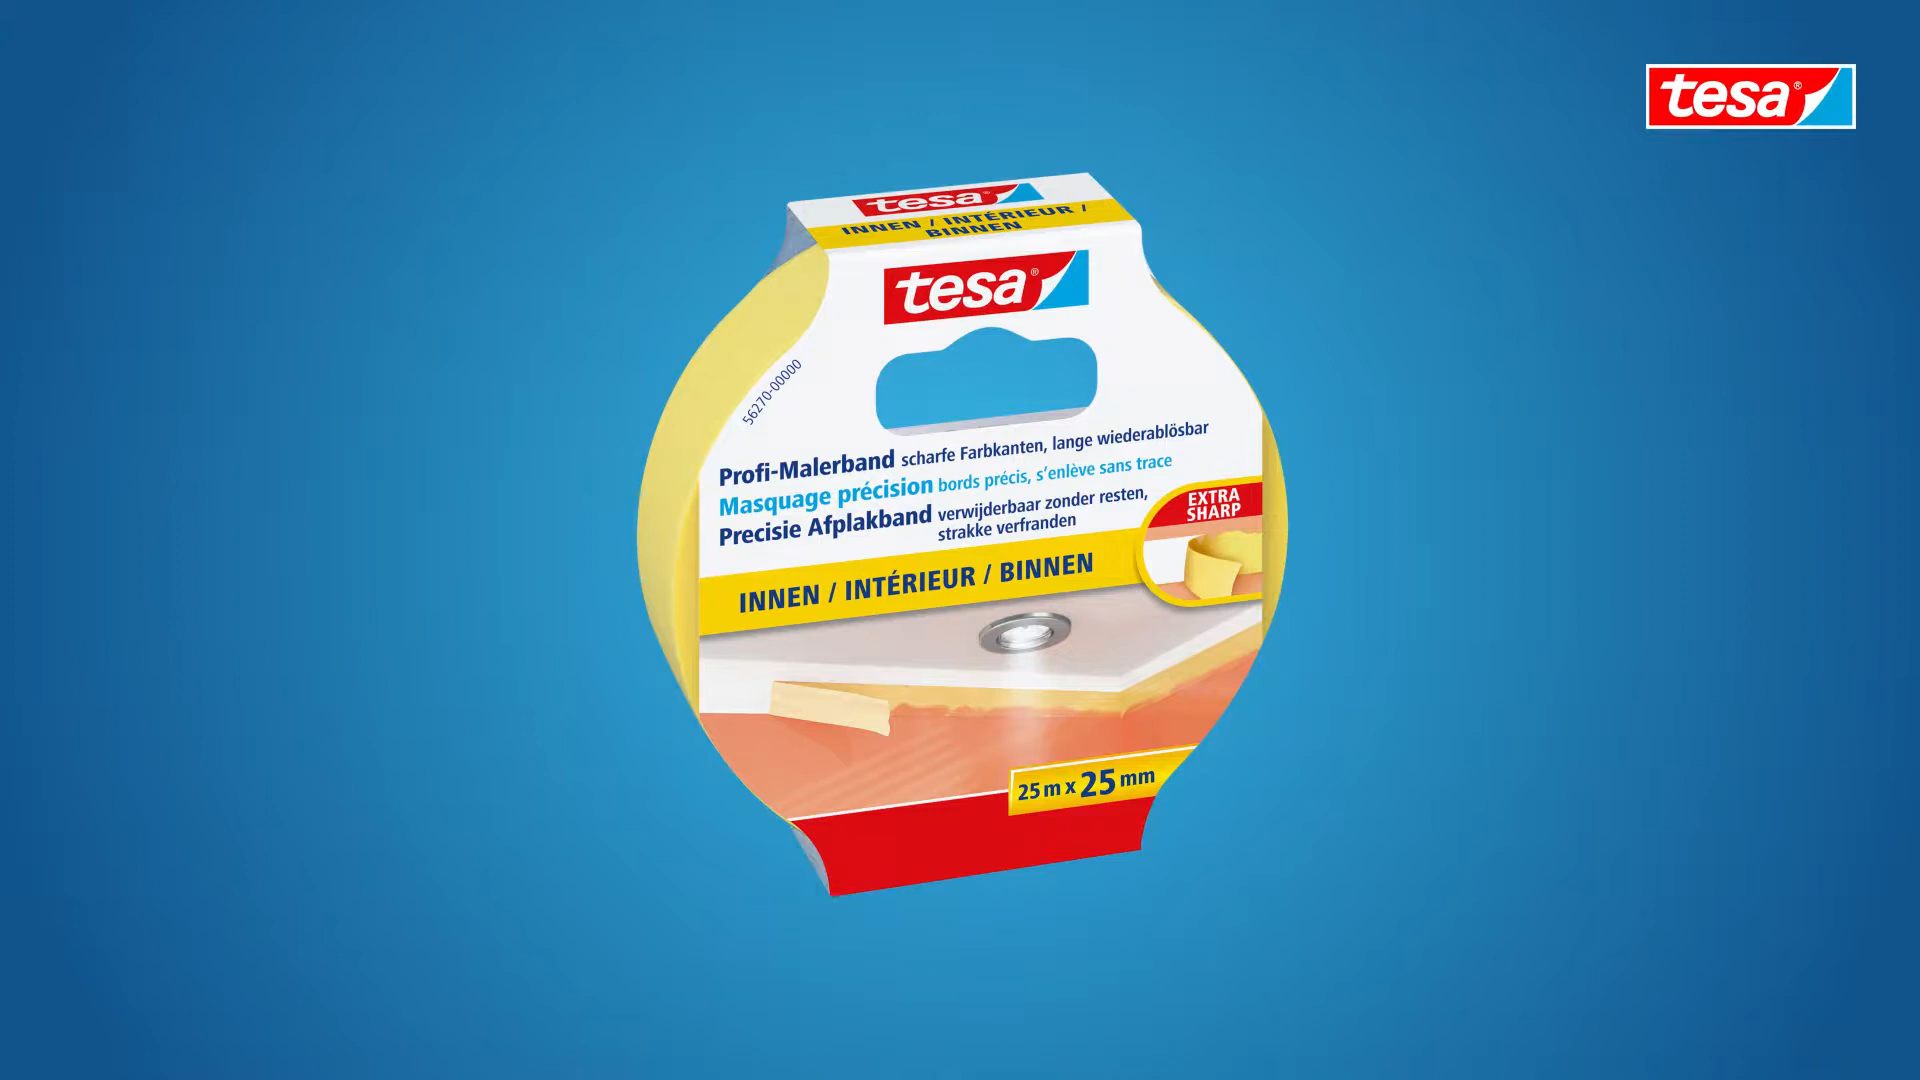 tesa®
tesa®
INNEN / INTÉRIEUR /
BINNEN
tesa®
56270-00000
Profi-Malerband scharfe Farbkanten, lange wiederablösbar
Masquage précision bords précis, s'enlève sans trace
Precisie Afplakband verwijderbaar zonder resten,
strakke verfranden
EXTRA
SHARP
INNEN / INTÉRIEUR / BINNEN
25 m x 25 mm